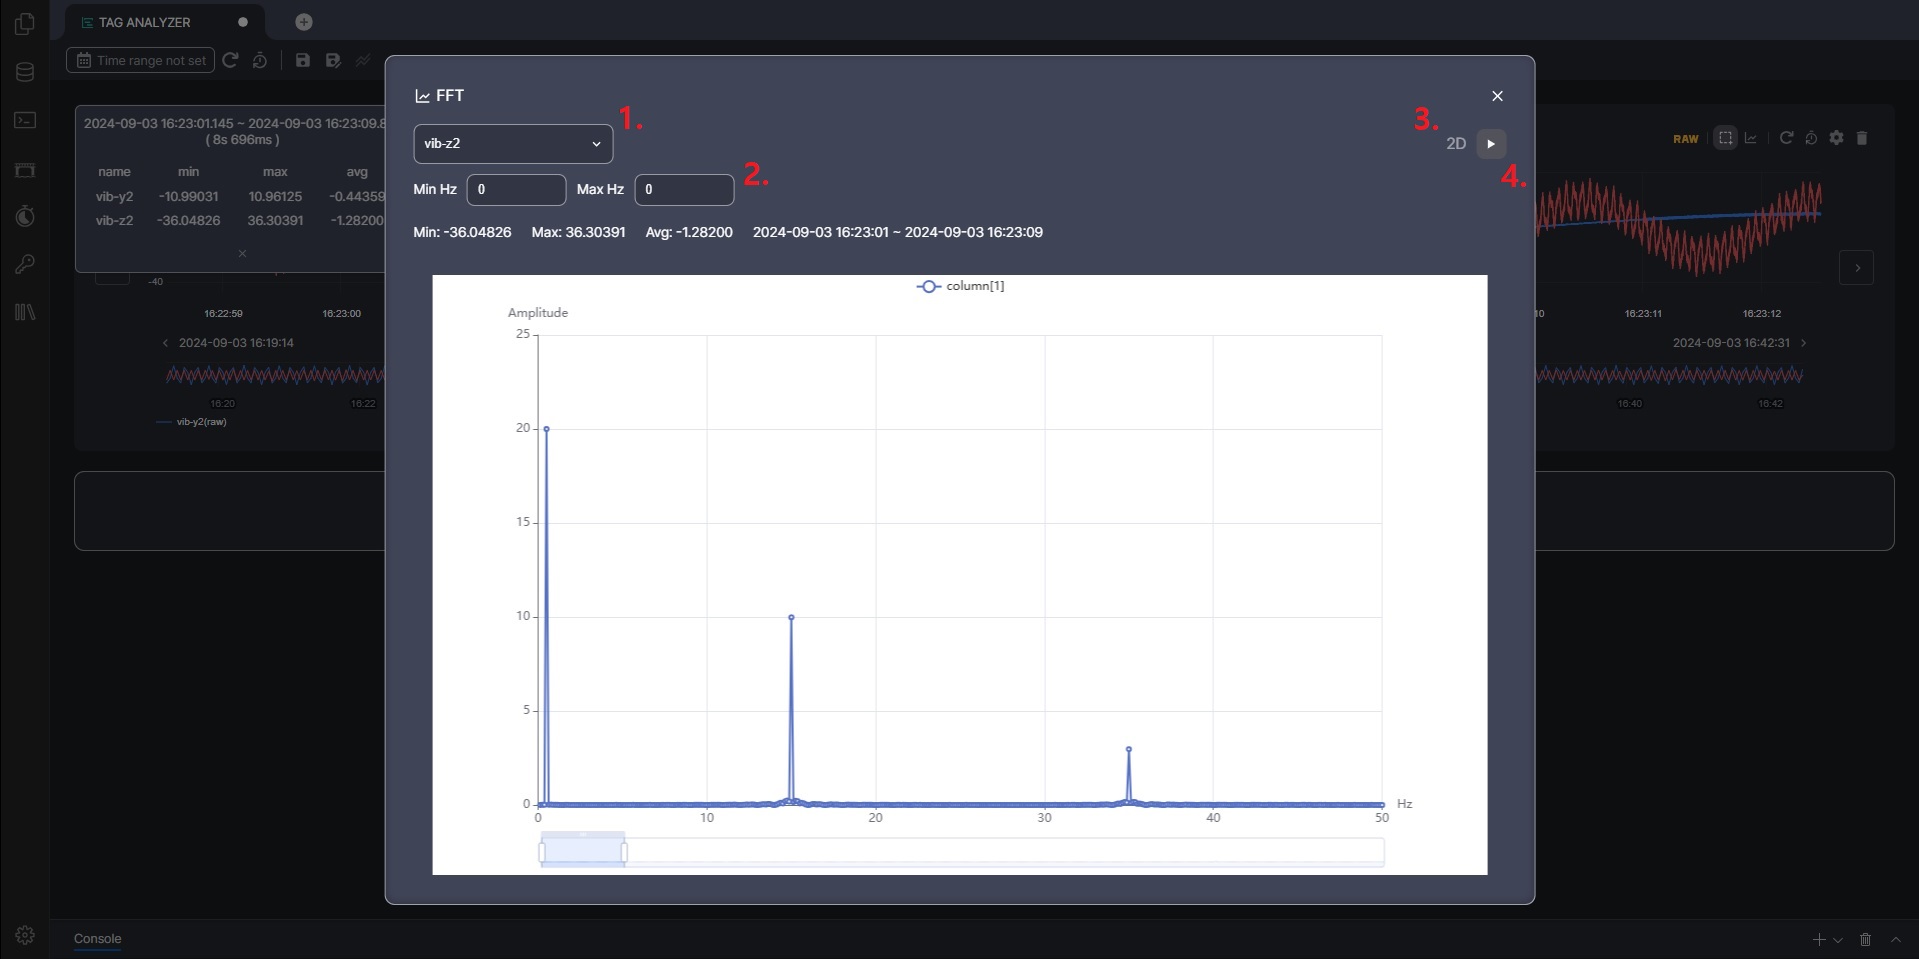 TAG ANALYZER
Time range not set
2024-09-03 16:23:01.145 ~ 2024-09-03 16:23:09.8
( 8s 696ms )
name min max avg
vib-y2 -10.99031 10.96125 -0.44359
vib-z2 -36.04826 36.30391 -1.28200
-40
16:22:59 16:23:00
2024-09-03 16:19:14
16:20 16:22
vib-y2(raw)
FFT
vib-z2
1.
2D
3.
4.
Min Hz 0 Max Hz 0
2.
Min: -36.04826 Max: 36.30391 Avg: -1.28200 2024-09-03 16:23:01 ~ 2024-09-03 16:23:09
column[1]
Amplitude
25
20
15
10
5
0
0 10 20 30 40 50
Hz
RAW
10 16:23:11 16:23:12
2024-09-03 16:42:31
16:40 16:42
Console